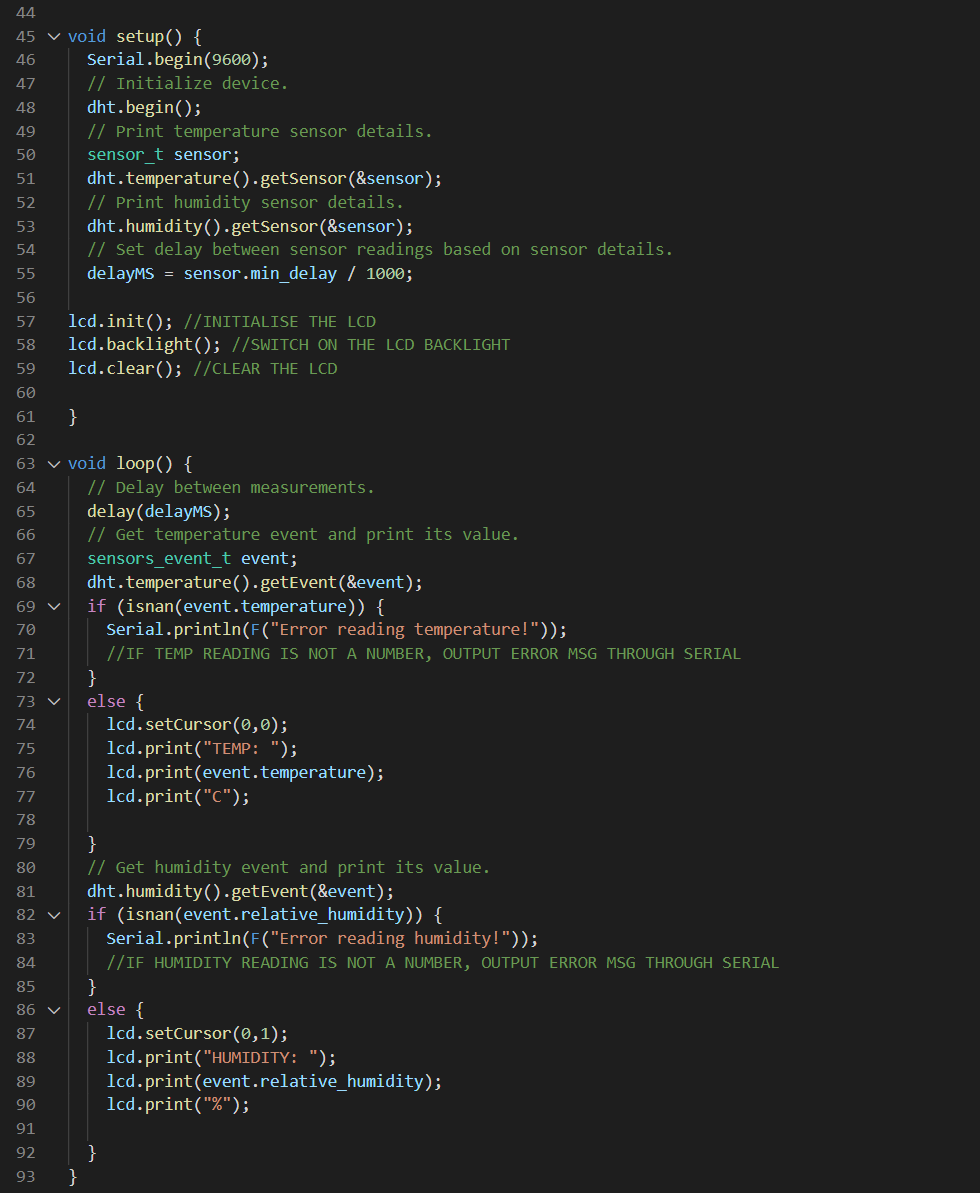 44
45 void setup() {
46 Serial.begin(9600);
47 // Initialize device.
48 dht.begin();
49 // Print temperature sensor details.
50 sensor_t sensor;
51 dht.temperature().getSensor(&sensor);
52 // Print humidity sensor details.
53 dht.humidity().getSensor(&sensor);
54 // Set delay between sensor readings based on sensor details.
55 delayMS = sensor.min_delay / 1000;
56
57 lcd.init(); //INITIALISE THE LCD
58 lcd.backlight(); //SWITCH ON THE LCD BACKLIGHT
59 lcd.clear(); //CLEAR THE LCD
60
61 }
62
63 void loop() {
64 // Delay between measurements.
65 delay(delayMS);
66 // Get temperature event and print its value.
67 sensors_event_t event;
68 dht.temperature().getEvent(&event);
69 if (isnan(event.temperature)) {
70 Serial.println(F("Error reading temperature!"));
71 //IF TEMP READING IS NOT A NUMBER, OUTPUT ERROR MSG THROUGH SERIAL
72 }
73 else {
74 lcd.setCursor(0,0);
75 lcd.print("TEMP: ");
76 lcd.print(event.temperature);
77 lcd.print("C");
78
79 }
80 // Get humidity event and print its value.
81 dht.humidity().getEvent(&event);
82 if (isnan(event.relative_humidity)) {
83 Serial.println(F("Error reading humidity!"));
84 //IF HUMIDITY READING IS NOT A NUMBER, OUTPUT ERROR MSG THROUGH SERIAL
85 }
86 else {
87 lcd.setCursor(0,1);
88 lcd.print("HUMIDITY: ");
89 lcd.print(event.relative_humidity);
90 lcd.print("%");
91
92 }
93 }